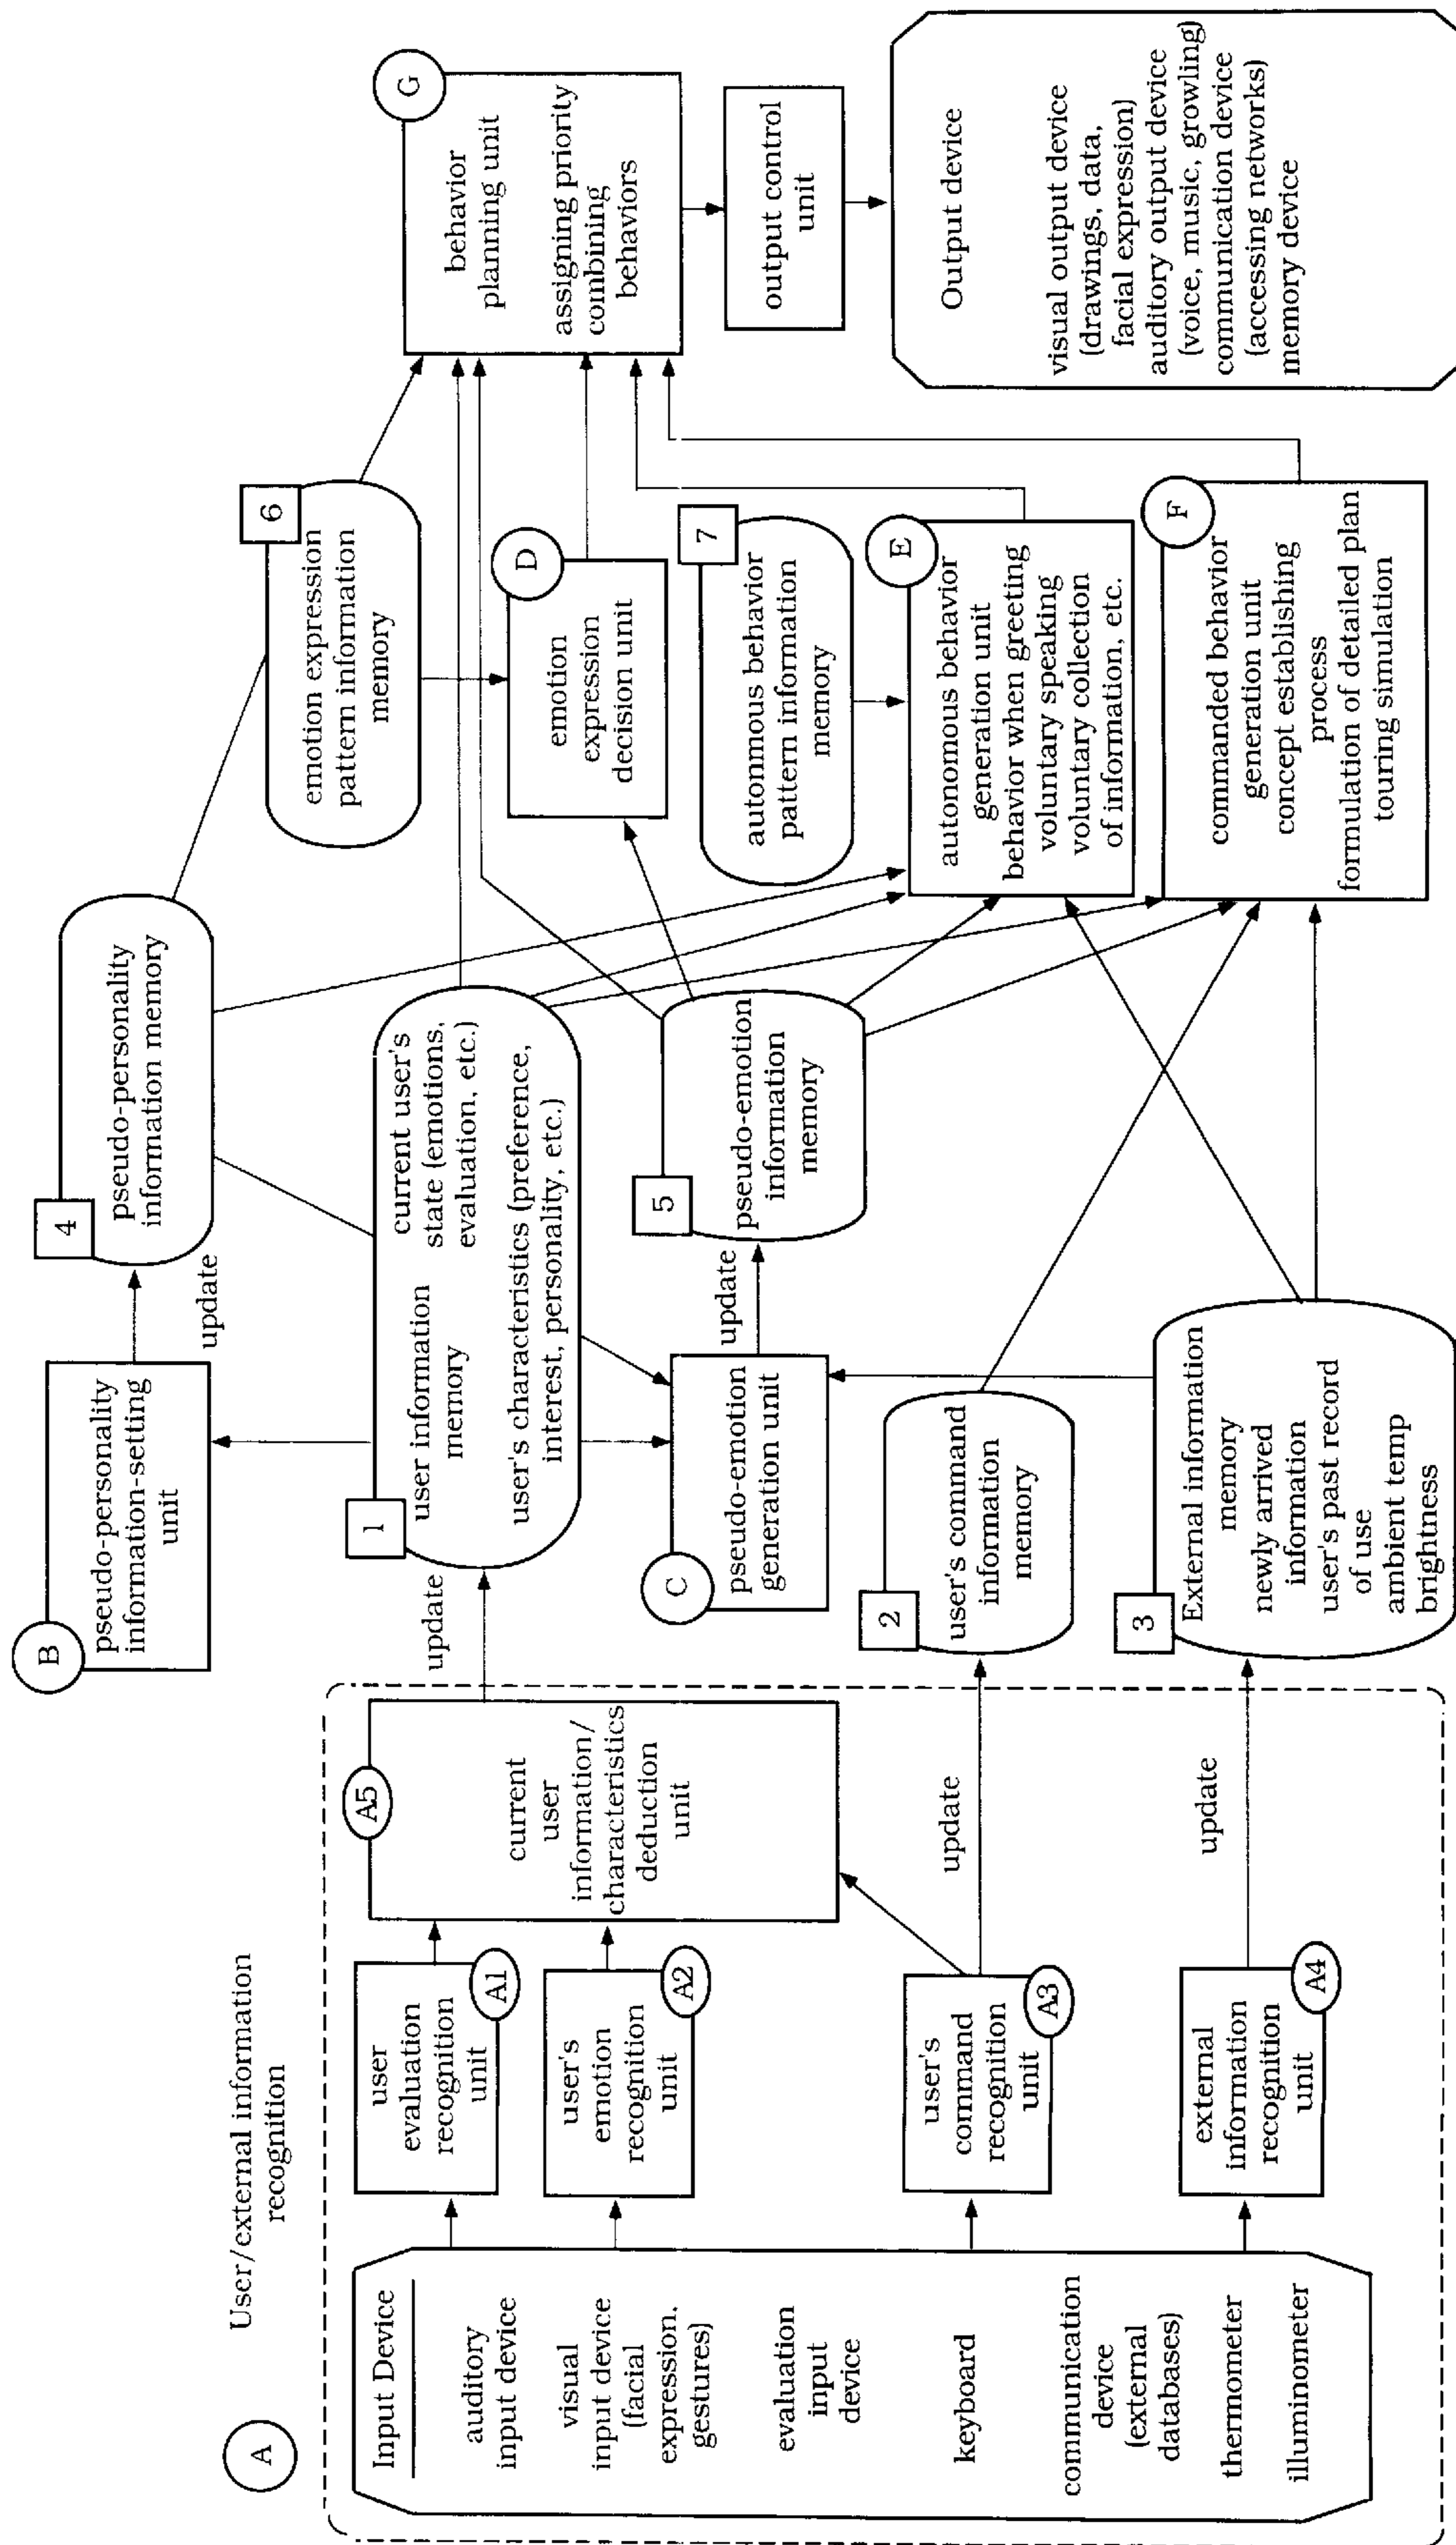 A
User/external information
recognition
Input Device
auditory
input device
visual
input device
(facial
expression.
gestures)
evaluation
input
device
keyboard
communication
device
(external
databases)
thermometer
illuminometer
user
evaluation
recognition
unit
A1
user's
emotion
recognition
unit
A2
user's
command
recognition
unit
A3
external
information
recognition
unit
A4
A5
current
user
information/
characteristics
deduction
unit
update
update
update
B
pseudo-personality
information-setting
unit
update
4
pseudo-personality
information memory
1
user information
memory
current user's
state (emotions,
evaluation, etc.)
user's characteristics (preference,
interest, personality, etc.)
C
pseudo-emotion
generation unit
update
5
pseudo-emotion
information
memory
2
user's command
information
memory
3
External information
memory
newly arrived
information
user's past record
of use
ambient temp
brightness
6
emotion expression
pattern information
memory
D
emotion
expression
decision unit
7
autonmous behavior
pattern information
memory
E
autonomous behavior
generation unit
behavior when greeting
voluntary speaking
voluntary collection
of information, etc.
F
commanded behavior
generation unit
concept establishing
process
formulation of detailed plan
touring simulation
G
behavior
planning unit
assigning priority
combining
behaviors
output control
unit
Output device
visual output device
(drawings, data,
facial expression)
auditory output device
(voice, music, growling)
communication device
(accessing networks)
memory device